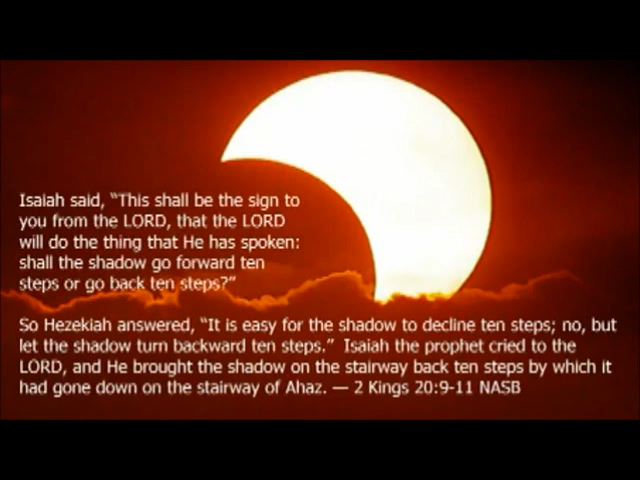 Isaiah said, “This shall be the sign to
you from the LORD, that the LORD
will do the thing that He has spoken:
shall the shadow go forward ten
steps or go back ten steps?”
So Hezekiah answered, “It is easy for the shadow to decline ten steps; no, but
let the shadow turn backward ten steps.” Isaiah the prophet cried to the
LORD, and He brought the shadow on the stairway back ten steps by which it
had gone down on the stairway of Ahaz. — 2 Kings 20:9-11 NASB